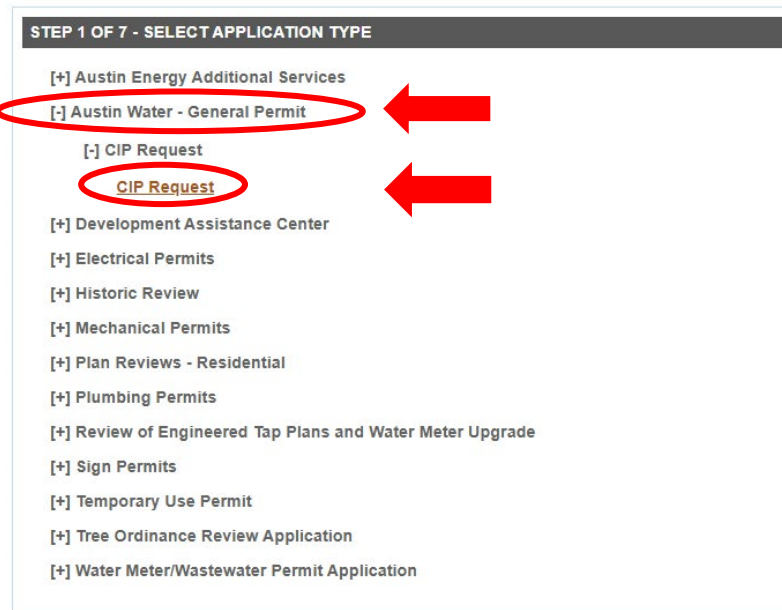 STEP 1 OF 7 - SELECT APPLICATION TYPE
[+] Austin Energy Additional Services
[-] Austin Water - General Permit
[-] CIP Request
CIP Request
[+] Development Assistance Center
[+] Electrical Permits
[+] Historic Review
[+] Mechanical Permits
[+] Plan Reviews - Residential
[+] Plumbing Permits
[+] Review of Engineered Tap Plans and Water Meter Upgrade
[+] Sign Permits
[+] Temporary Use Permit
[+] Tree Ordinance Review Application
[+] Water Meter/Wastewater Permit Application